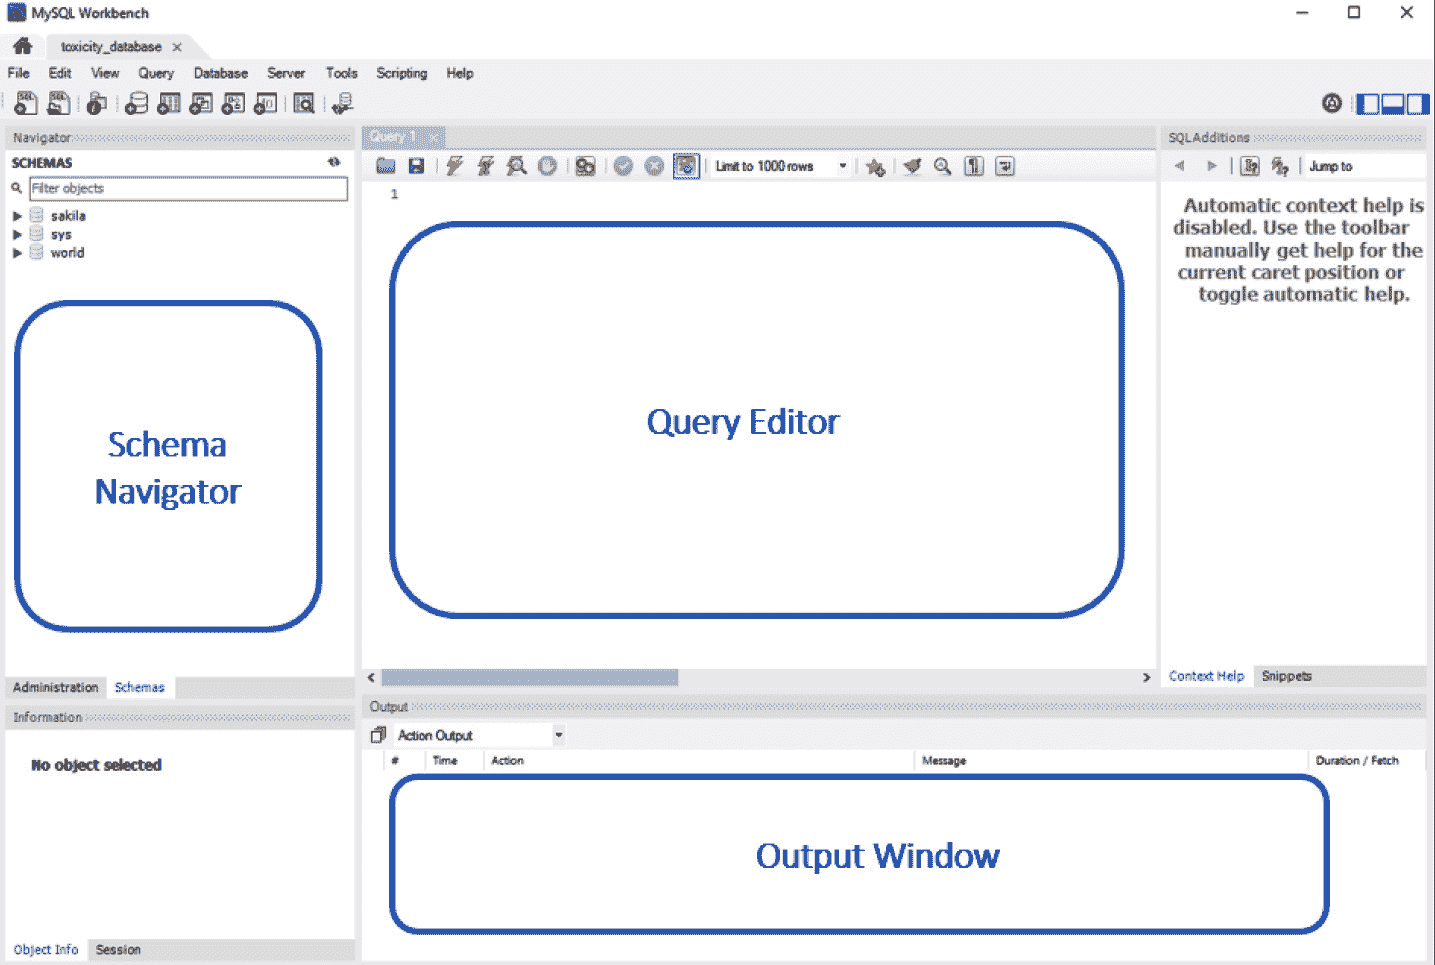 MySQL Workbench
toxicity_database
File Edit View Query Database Server Tools Scripting Help
Navigator
SCHEMAS
Filter objects
sakila
sys
world
Schema
Navigator
Administration Schemas
Information
No object selected
Object Info Session
Query 1
Limit to 1000 rows
1
Query Editor
SQLAdditions
Jump to
Automatic context help is
disabled. Use the toolbar
manually get help for the
current caret position or
toggle automatic help.
Context Help Snippets
Output
Action Output
# Time Action Message Duration / Fetch
Output Window